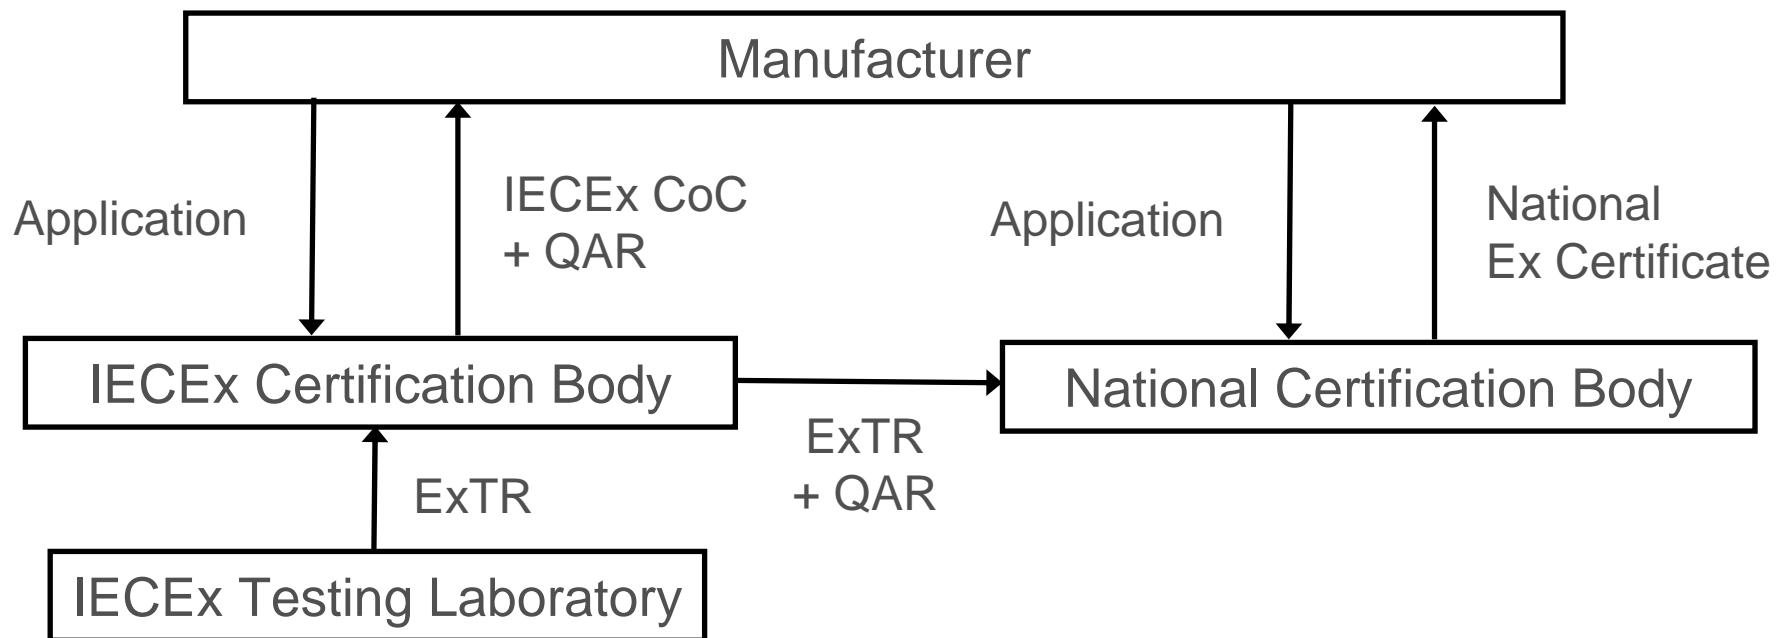 Manufacturer
Application
IECEx CoC
+ QAR
Application
National
Ex Certificate
IECEx Certification Body
National Certification Body
ExTR
+ QAR
ExTR
IECEx Testing Laboratory